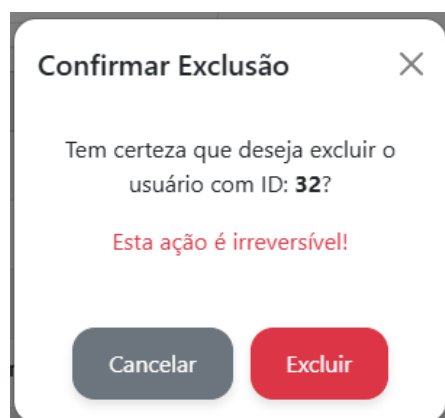 Confirmar Exclusão
Tem certeza que deseja excluir o
usuário com ID: 32?
Esta ação é irreversível!
Cancelar
Excluir